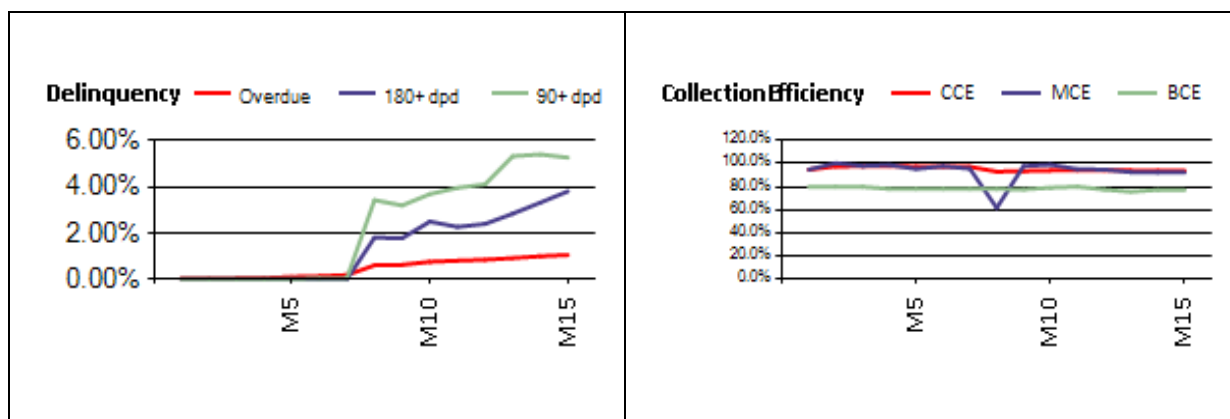 Delinquency Overdue 180+ dpd 90+ dpd
6.00%
4.00%
2.00%
0.00%
M5 M10 M15
Collection Efficiency CCE MCE BCE
120.0%
100.0%
80.0%
60.0%
40.0%
20.0%
0.0%
M5 M10 M15